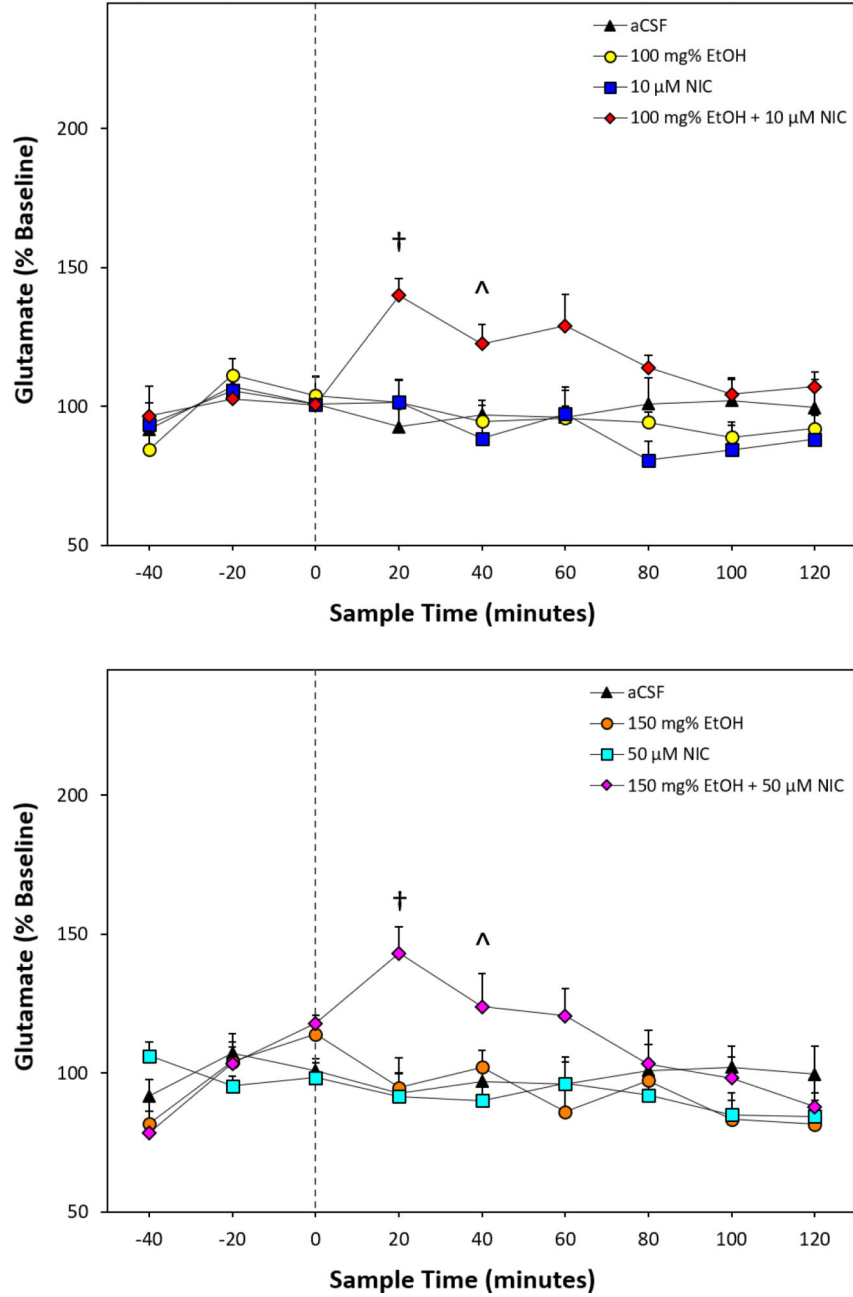 aCSF
100 mg% EtOH
10 µM NIC
100 mg% EtOH + 10 µM NIC
200
150
100
50
Glutamate (% Baseline)
†
^
-40 -20 0 20 40 60 80 100 120
Sample Time (minutes)
aCSF
150 mg% EtOH
50 µM NIC
150 mg% EtOH + 50 µM NIC
200
150
100
50
Glutamate (% Baseline)
†
^
-40 -20 0 20 40 60 80 100 120
Sample Time (minutes)